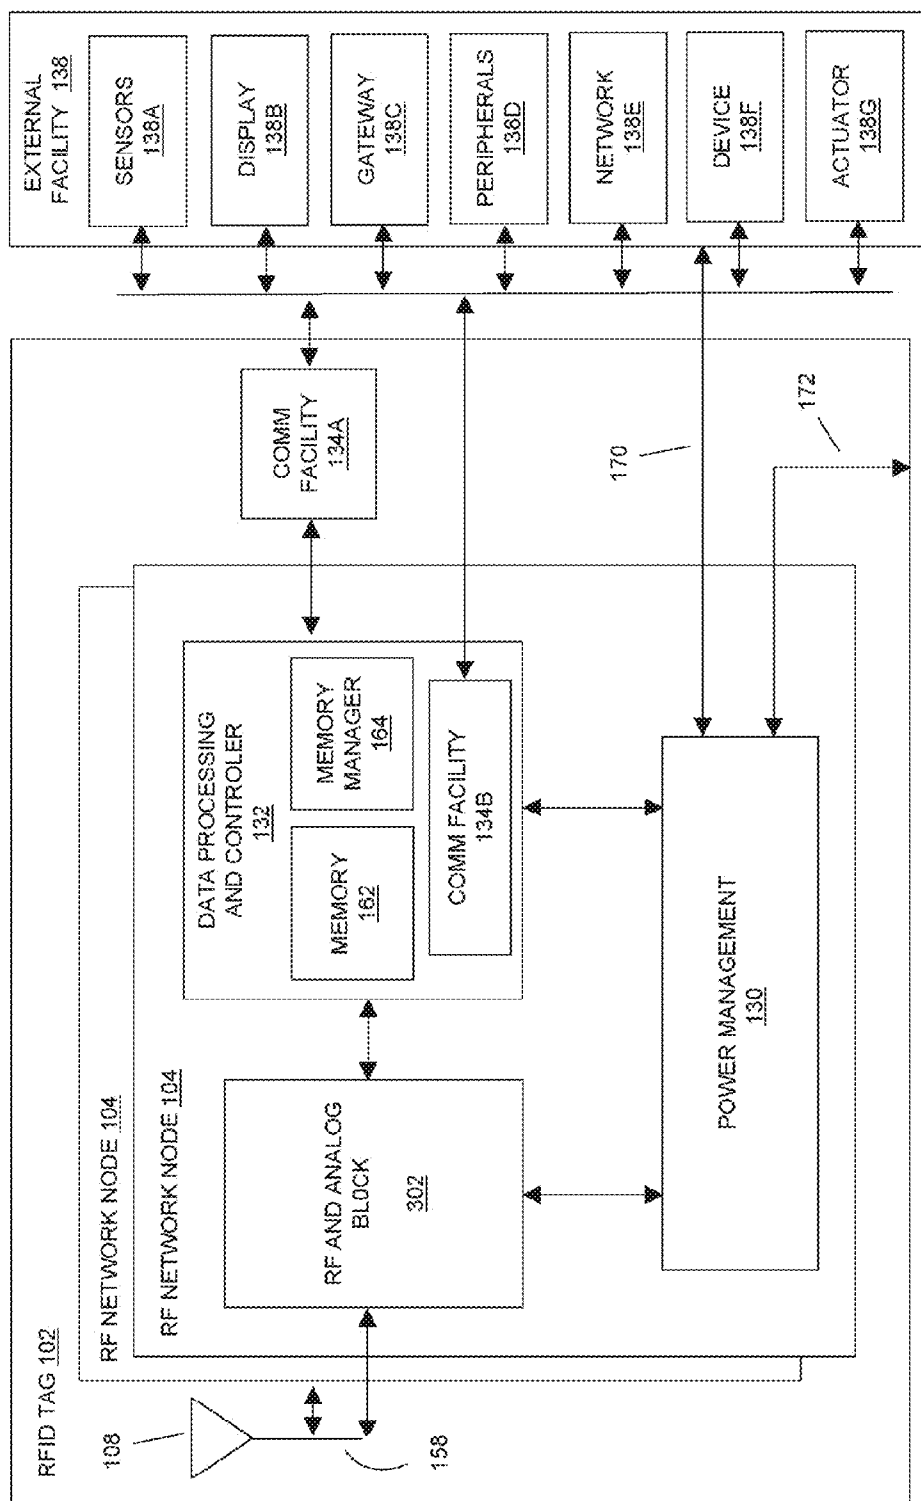 RFID TAG 102
RF NETWORK NODE 104
RF NETWORK NODE 104
108
158
RF AND ANALOG
BLOCK
302
DATA PROCESSING
AND CONTROLER
132
MEMORY
162
MEMORY
MANAGER
164
COMM FACILITY
134B
POWER MANAGEMENT
130
COMM
FACILITY
134A
170
172
EXTERNAL
FACILITY 138
SENSORS
138A
DISPLAY
138B
GATEWAY
138C
PERIPHERALS
138D
NETWORK
138E
DEVICE
138F
ACTUATOR
138G